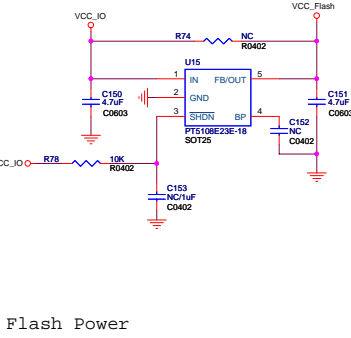 VCC_Flash
VCC_IO
R74 NC
R0402
U15
1 IN FB/OUT 5
2 GND
3 SHDN BP 4
PT5108E23E-18
SOT25
C150
4.7uF
C0603
C151
4.7uF
C0603
C152
NC
C0402
CC_IO R78 10K
R0402
C153
NC/1uF
C0402
Flash Power